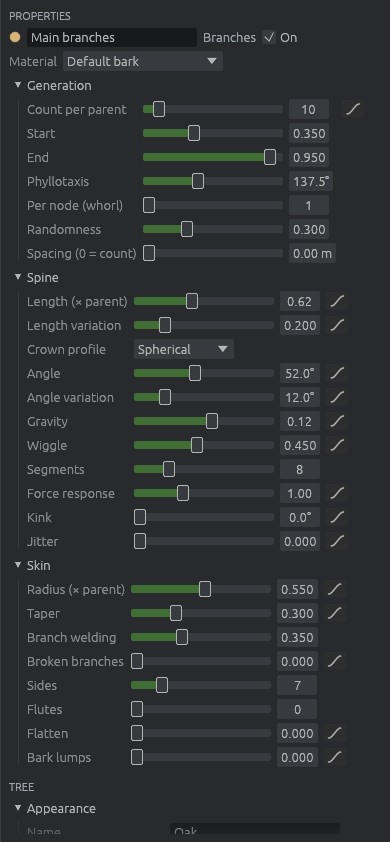 PROPERTIES
Main branches Branches On
Material Default bark
Generation
Count per parent 10
Start 0.350
End 0.950
Phyllotaxis 137.5°
Per node (whorl) 1
Randomness 0.300
Spacing (0 = count) 0.00 m
Spine
Length (× parent) 0.62
Length variation 0.200
Crown profile Spherical
Angle 52.0°
Angle variation 12.0°
Gravity 0.12
Wiggle 0.450
Segments 8
Force response 1.00
Kink 0.0°
Jitter 0.000
Skin
Radius (× parent) 0.550
Taper 0.300
Branch welding 0.350
Broken branches 0.000
Sides 7
Flutes 0
Flatten 0.000
Bark lumps 0.000
TREE
Appearance
Name Oak